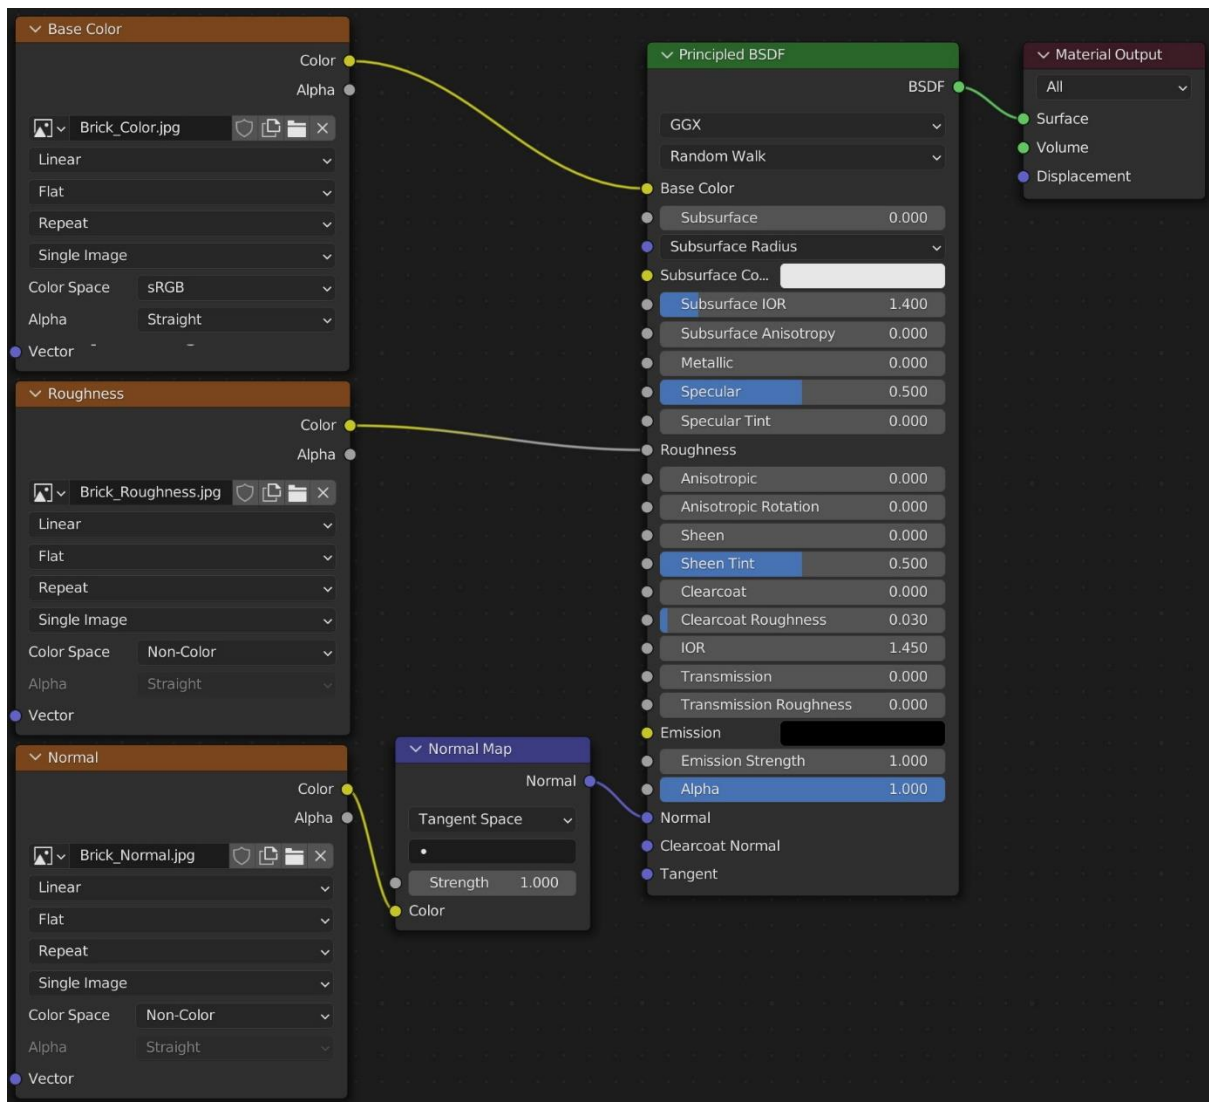 Base Color
Color
Alpha
Brick_Color.jpg
Linear
Flat
Repeat
Single Image
Color Space sRGB
Alpha Straight
Vector
Roughness
Color
Alpha
Brick_Roughness.jpg
Linear
Flat
Repeat
Single Image
Color Space Non-Color
Alpha Straight
Vector
Normal
Color
Alpha
Brick_Normal.jpg
Linear
Flat
Repeat
Single Image
Color Space Non-Color
Alpha Straight
Vector
Normal Map
Normal
Tangent Space
Strength 1.000
Color
Principled BSDF
BSDF
GGX
Random Walk
Base Color
Subsurface 0.000
Subsurface Radius
Subsurface Co...
Subsurface IOR 1.400
Subsurface Anisotropy 0.000
Metallic 0.000
Specular 0.500
Specular Tint 0.000
Roughness
Anisotropic 0.000
Anisotropic Rotation 0.000
Sheen 0.000
Sheen Tint 0.500
Clearcoat 0.000
Clearcoat Roughness 0.030
IOR 1.450
Transmission 0.000
Transmission Roughness 0.000
Emission
Emission Strength 1.000
Alpha 1.000
Normal
Clearcoat Normal
Tangent
Material Output
All
Surface
Volume
Displacement